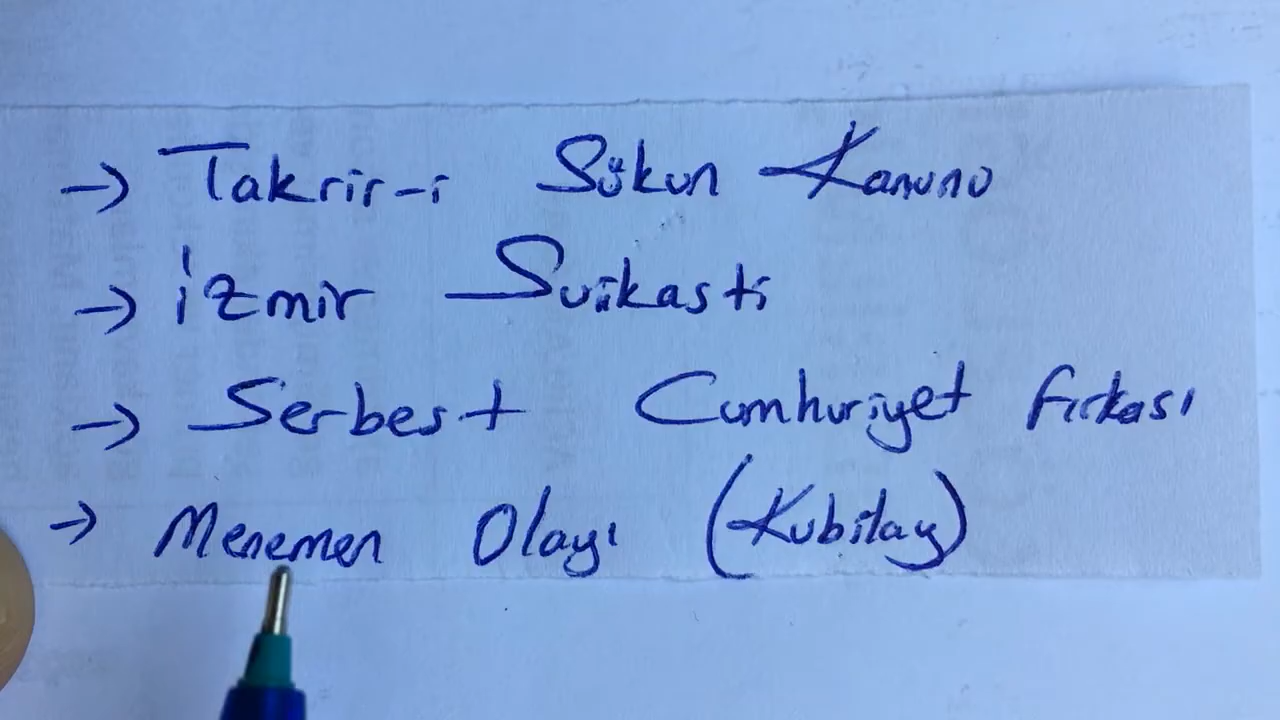 → Takrir-i Sükun Kanunu
→ İzmir Suikasti
→ Serbest Cumhuriyet Fırkası
→ Menemen Olayı (Kubilay)